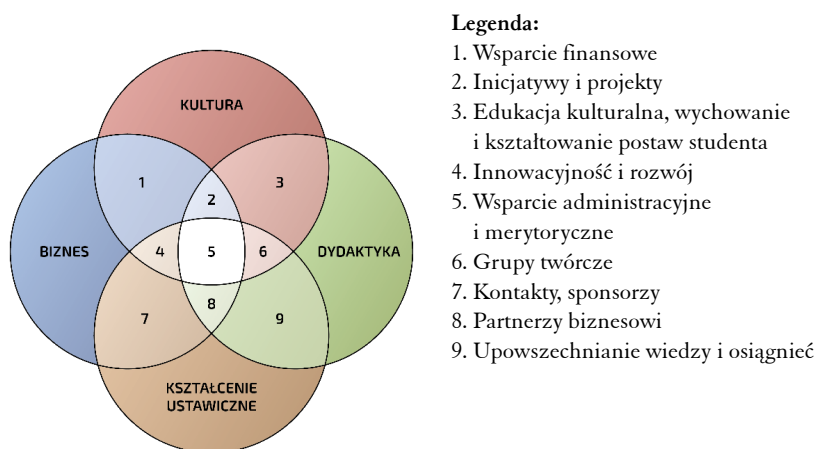 KULTURA
1
3
2
BIZNES
4
5
6
DYDAKTYKA
8
7
9
KSZTAŁCENIE
USTAWICZNE
Legenda:
1. Wsparcie finansowe
2. Inicjatywy i projekty
3. Edukacja kulturalna, wychowanie
i kształtowanie postaw studenta
4. Innowacyjność i rozwój
5. Wsparcie administracyjne
i merytoryczne
6. Grupy twórcze
7. Kontakty, sponsorzy
8. Partnerzy biznesowi
9. Upowszechnianie wiedzy i osiągnieć